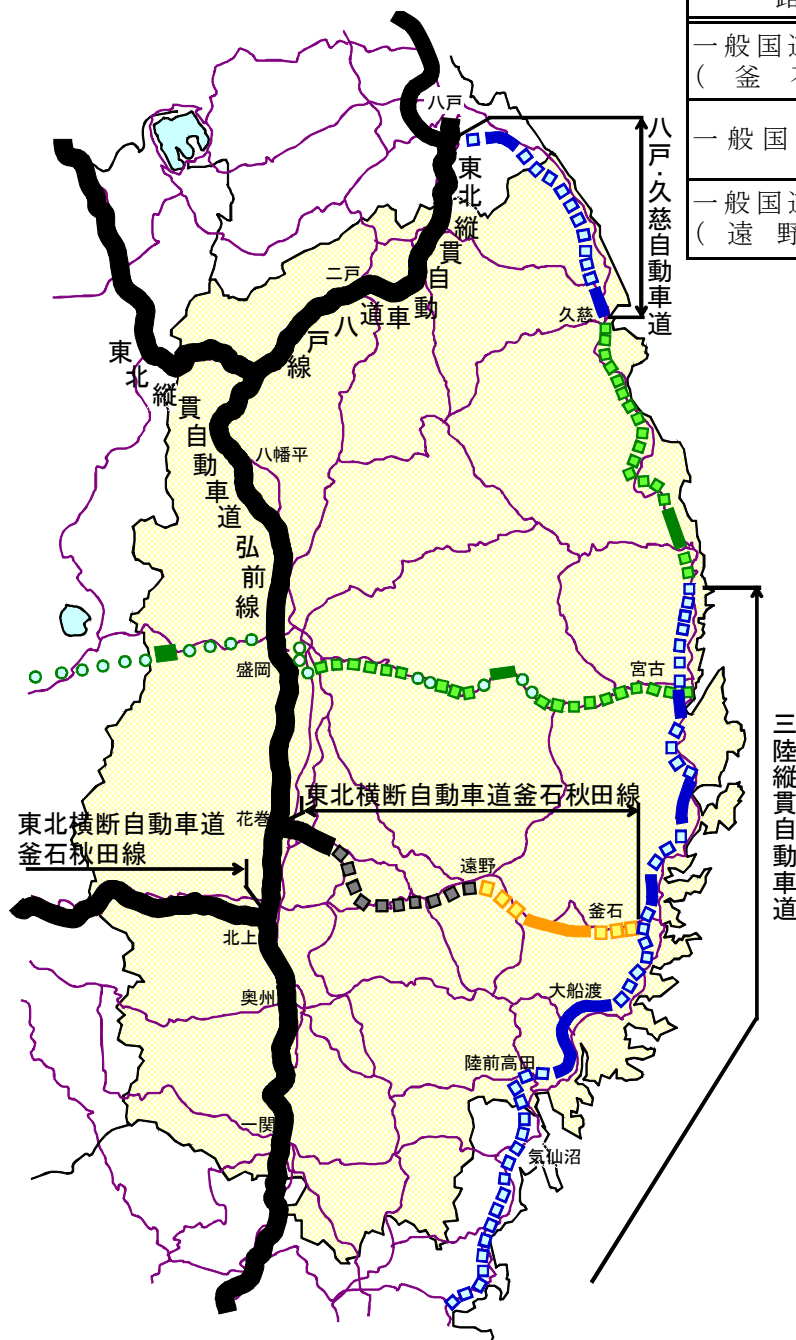 路
一般国道
( 釜 石
一般国
一般国道
( 遠 野
八戸
八戸・久慈自動車道
東北縦貫自動車道八戸線
二戸
久慈
東北縦貫自動車道弘前線
八幡平
盛岡
宮古
三陸縦貫自動車道
東北横断自動車道釜石秋田線
花巻
東北横断自動車道
釜石秋田線
遠野
釜石
北上
大船渡
奥州
陸前高田
一関
気仙沼